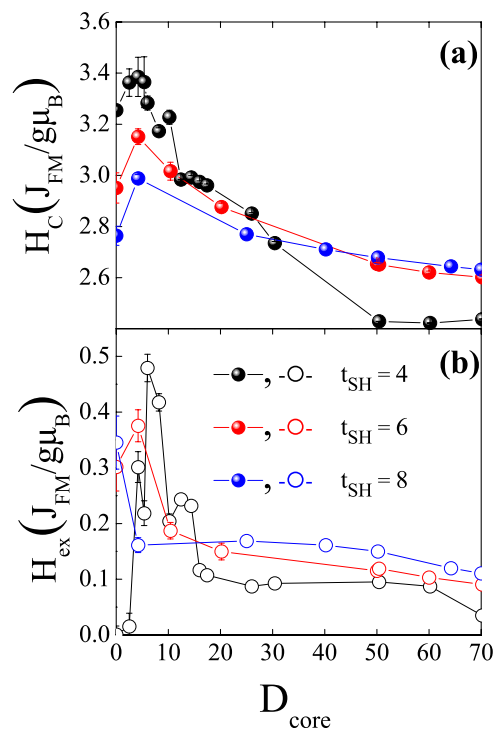 (a)
H_C (J_FM/gμ_B)
3.6
3.4
3.2
3.0
2.8
2.6
(b)
H_ex (J_FM/gμ_B)
0.5
0.4
0.3
0.2
0.1
0.0
, t_SH = 4
, t_SH = 6
, t_SH = 8
0 10 20 30 40 50 60 70
D_core